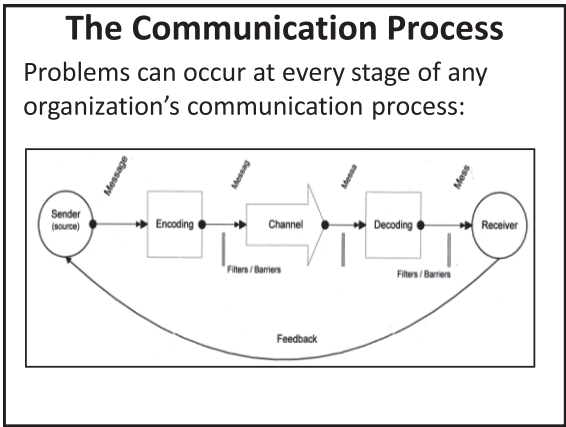 The Communication Process
Problems can occur at every stage of any
organization's communication process:
Message
Messag
Messa
Mess
Sender
(source)
Encoding
Channel
Decoding
Receiver
Filters / Barriers
Filters / Barriers
Feedback